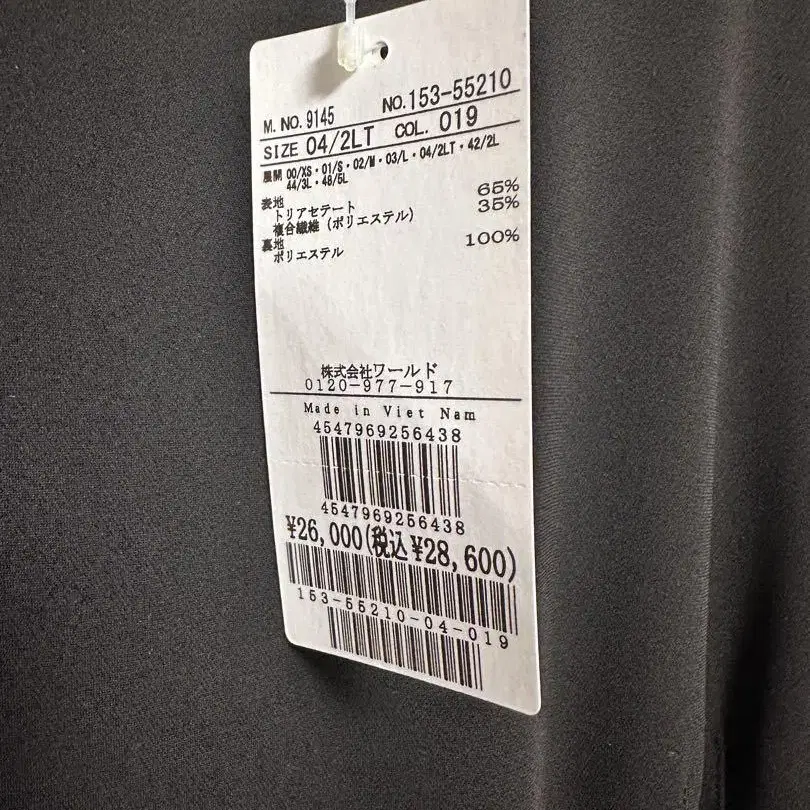 M. NO. 9145 NO. 153-55210
SIZE 04/2LT COL. 019
展開 00/XS・01/S・02/M・03/L・04/2LT・42/2L
44/3L・48/5L
表地
トリアセテート 65%
複合繊維（ポリエステル） 35%
裏地
ポリエステル 100%
株式会社ワールド
0120-977-917
Made in Viet Nam
4547969256438
4547969256438
¥26,000(税込¥28,600)
153-55210-04-019